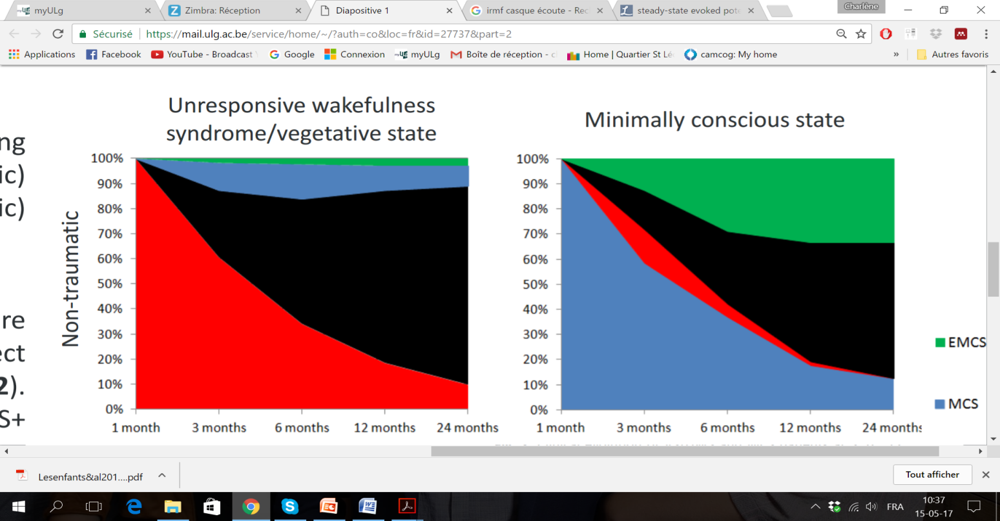 myULg
Zimbra: Réception
Diapositive 1
irmf casque écoute - Rec
steady-state evoked pote
Charlène
Sécurisé
https://mail.ulg.ac.be/service/home/~/?auth=co&loc=fr&id=27737&part=2
Applications
Facebook
YouTube - Broadcast
Google
Connexion
myULg
Boîte de réception - c
Home | Quartier St Lé
camcog: My home
»
Autres favoris
ng
ic)
ic)
re
ect
2).
S+
Unresponsive wakefulness
syndrome/vegetative state
Non-traumatic
100%
90%
80%
70%
60%
50%
40%
30%
20%
10%
0%
1 month 3 months 6 months 12 months 24 months
Minimally conscious state
100%
90%
80%
70%
60%
50%
40%
30%
20%
10%
0%
1 month 3 months 6 months 12 months 24 months
EMCS
MCS
Lesenfants&al201....pdf
Tout afficher
FRA
10:37
15-05-17